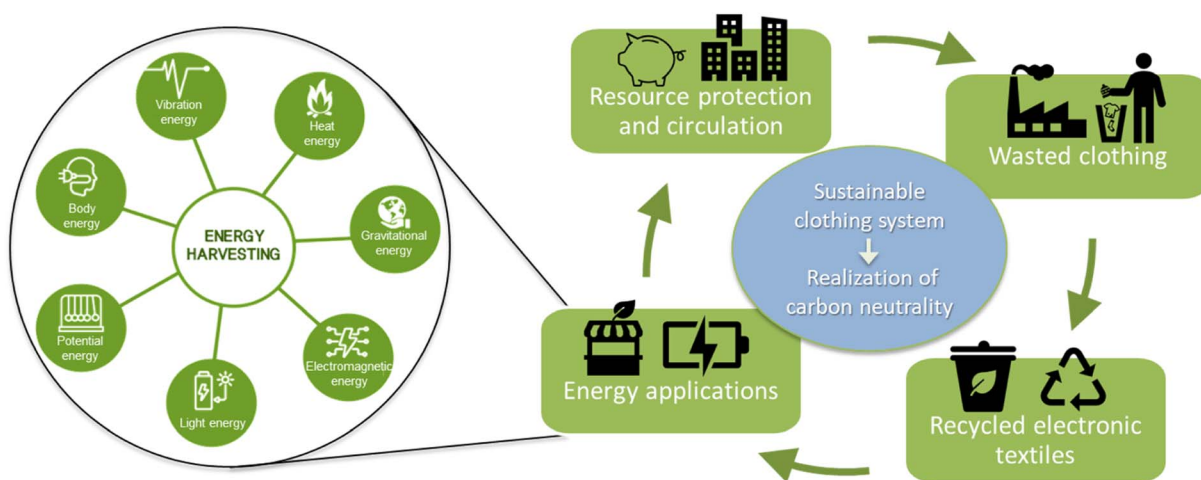 Vibration
energy
Heat
energy
Body
energy
ENERGY
HARVESTING
Gravitational
energy
Potential
energy
Electromagnetic
energy
Light energy
Resource protection
and circulation
Wasted clothing
Sustainable
clothing system
Realization of
carbon neutrality
Energy applications
Recycled electronic
textiles